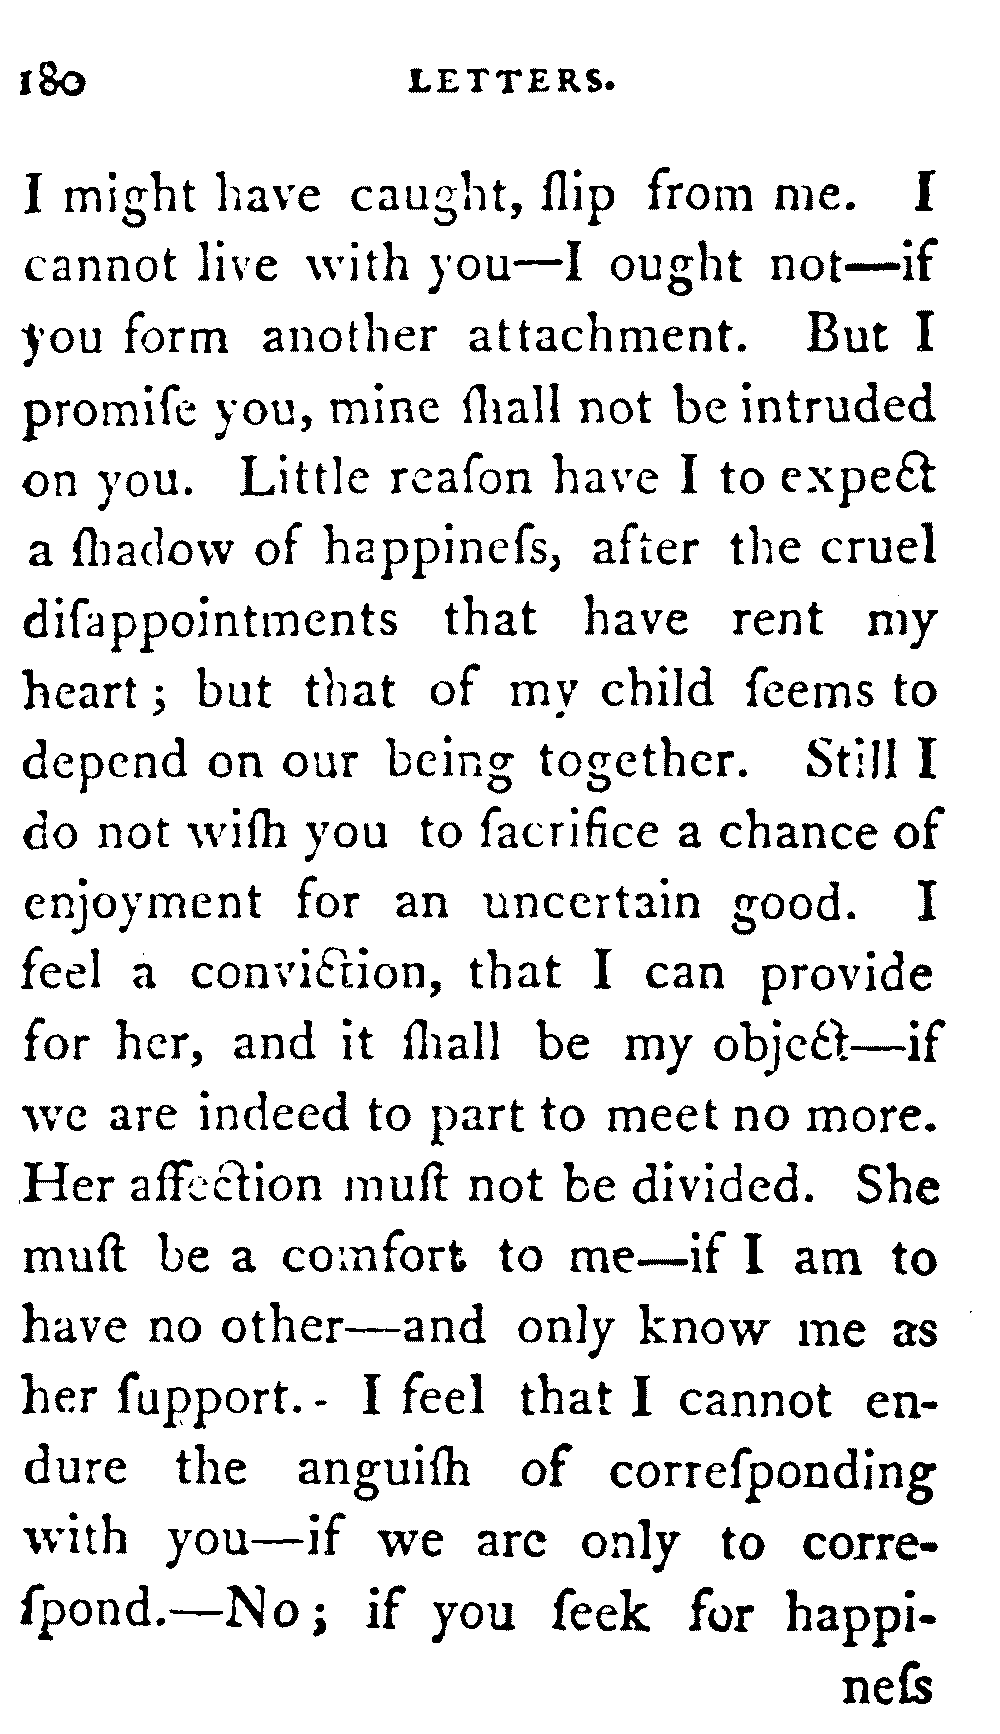 180 LETTERS.
I might have caught, ſlip from me. I
cannot live with you—I ought not—if
you form another attachment. But I
promiſe you, mine ſhall not be intruded
on you. Little reaſon have I to expect
a ſhadow of happineſs, after the cruel
diſappointments that have rent my
heart; but that of my child ſeems to
depend on our being together. Still I
do not wiſh you to ſacrifice a chance of
enjoyment for an uncertain good. I
feel a conviction, that I can provide
for her, and it ſhall be my object—if
we are indeed to part to meet no more.
Her affection muſt not be divided. She
muſt be a comfort to me—if I am to
have no other—and only know me as
her ſupport. - I feel that I cannot en-
dure the anguiſh of correſponding
with you—if we are only to corre-
ſpond.—No; if you ſeek for happi-
neſs